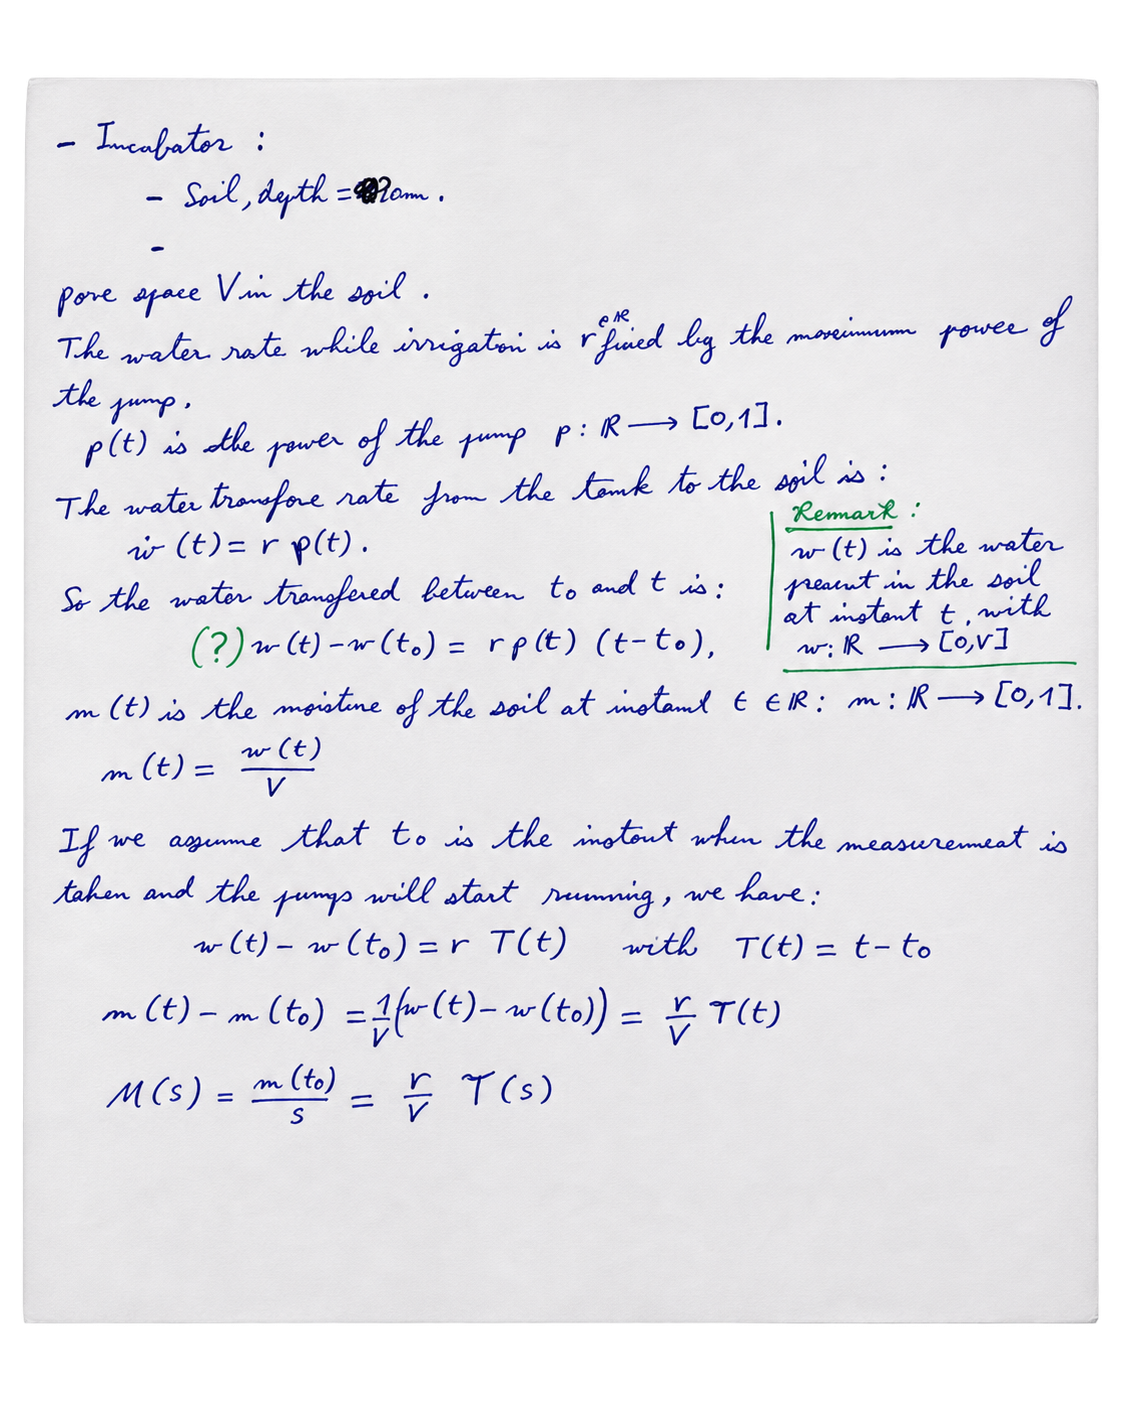 - Incubator :
- Soil, depth =
-
pore space V in the soil .
The water rate while irrigaton is r ∈ ℝ fixed by the maximum power of
the pump.
p(t) is the power of the pump p : ℝ ⟶ [0,1].
The water transfore rate from the tank to the soil is :
ẇ (t) = r p(t) .
So the water transfered between t₀ and t is :
(?) w(t) - w(t₀) = r p(t) (t - t₀),
Remark :
w (t) is the water
present in the soil
at instant t, with
w : ℝ ⟶ [0,V]
m (t) is the moisture of the soil at instant t ∈ ℝ : m : ℝ ⟶ [0,1].
m (t) = w (t) / V
If we assume that t₀ is the instant when the measurement is
taken and the pumps will start running, we have :
w (t) - w (t₀) = r T(t) with T(t) = t - t₀
m (t) - m (t₀) = 1/V (w(t) - w(t₀)) = r/V T(t)
M(s) = m (t₀) / s = r/V T(s)